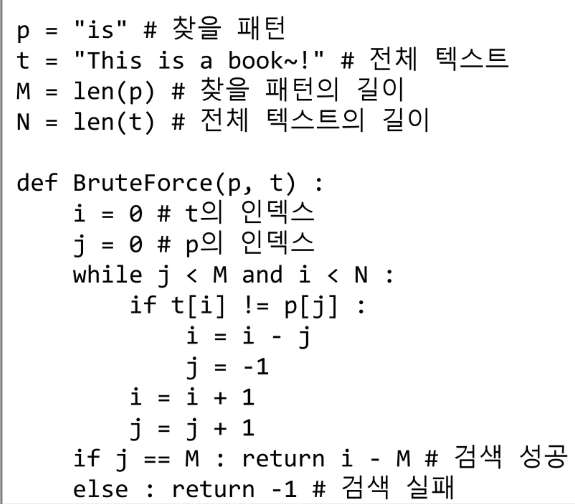 p = "is" # 찾을 패턴
t = "This is a book~!" # 전체 텍스트
M = len(p) # 찾을 패턴의 길이
N = len(t) # 전체 텍스트의 길이

def BruteForce(p, t) :
    i = 0 # t의 인덱스
    j = 0 # p의 인덱스
    while j < M and i < N :
        if t[i] != p[j] :
            i = i - j
            j = -1
        i = i + 1
        j = j + 1
    if j == M : return i - M # 검색 성공
    else : return -1 # 검색 실패